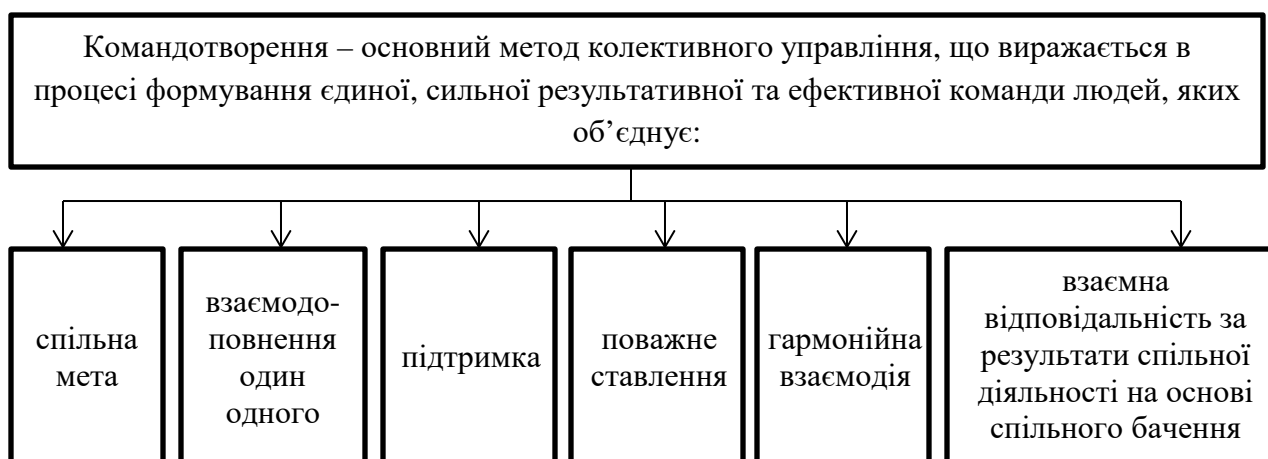 Командотворення – основний метод колективного управління, що виражається в
процесі формування єдиної, сильної результативної та ефективної команди людей, яких
об’єднує:
спільна
мета
взаємодо-
повнення
один
одного
підтримка
поважне
ставлення
гармонійна
взаємодія
взаємна
відповідальність за
результати спільної
діяльності на основі
спільного бачення